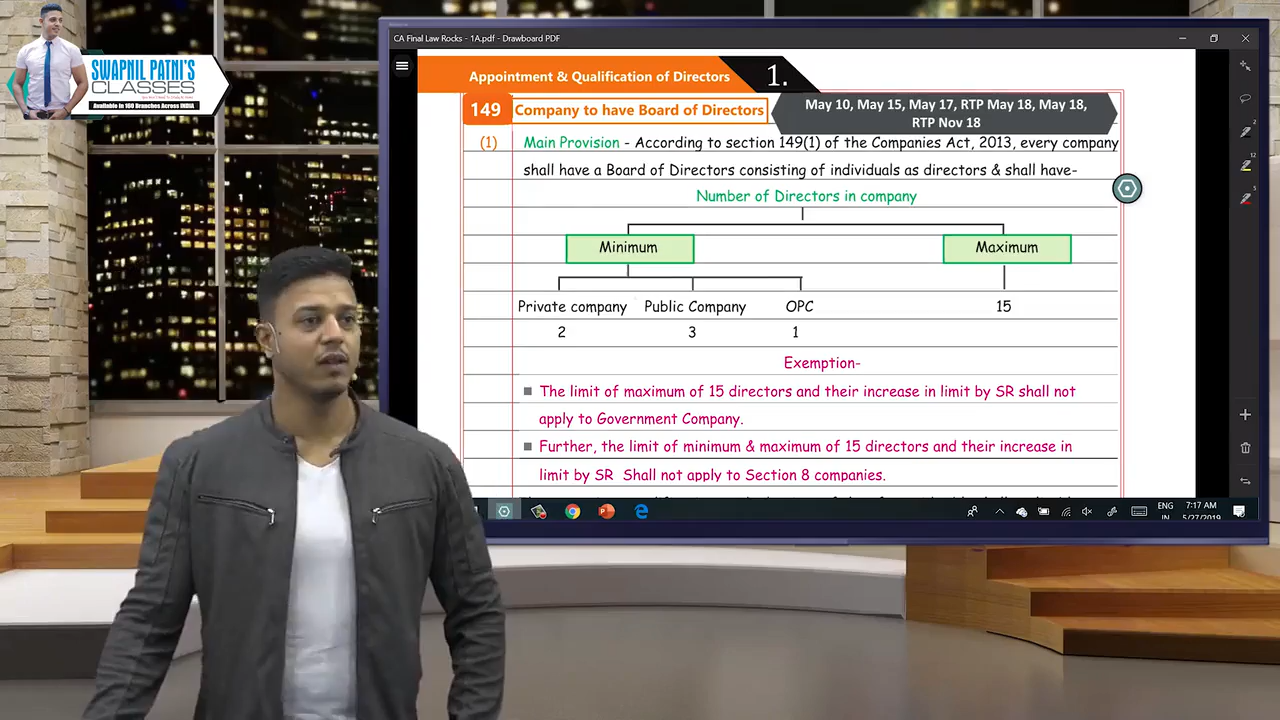 SWAPNIL PATNI'S
CLASSES
Available in 100 Branches Across INDIA
CA Final Law Rocks - 1A.pdf - Drawboard PDF
Appointment & Qualification of Directors
1.
149 Company to have Board of Directors
May 10, May 15, May 17, RTP May 18, May 18,
RTP Nov 18
(1) Main Provision - According to section 149(1) of the Companies Act, 2013, every company
shall have a Board of Directors consisting of individuals as directors & shall have-
Number of Directors in company
Minimum Maximum
Private company Public Company OPC 15
2 3 1
Exemption-
The limit of maximum of 15 directors and their increase in limit by SR shall not
apply to Government Company.
Further, the limit of minimum & maximum of 15 directors and their increase in
limit by SR Shall not apply to Section 8 companies.
ENG
IN
7:17 AM
5/27/2019